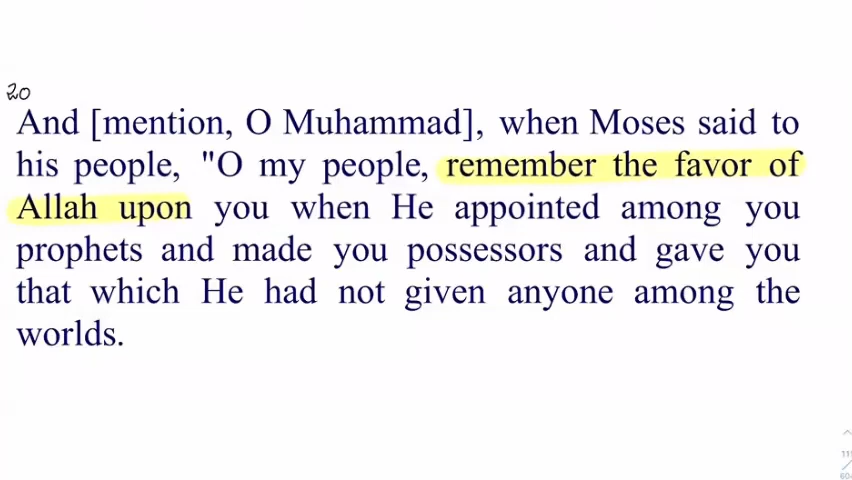 20
And [mention, O Muhammad], when Moses said to
his people, "O my people, remember the favor of
Allah upon you when He appointed among you
prophets and made you possessors and gave you
that which He had not given anyone among the
worlds.